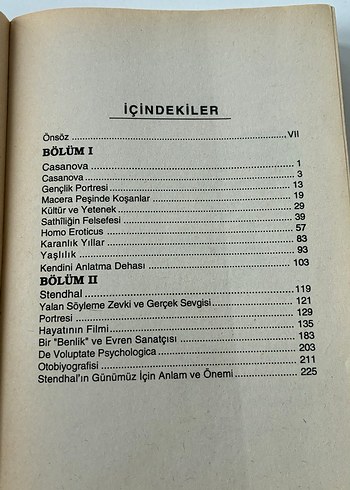 İÇİNDEKİLER
Önsöz ........ VII
BÖLÜM I
Casanova ........ 1
Casanova ........ 3
Gençlik Portresi ........ 13
Macera Peşinde Koşanlar ........ 19
Kültür ve Yetenek ........ 29
Sathîliğin Felsefesi ........ 39
Homo Eroticus ........ 57
Karanlık Yıllar ........ 83
Yaşlılık ........ 93
Kendini Anlatma Dehası ........ 103
BÖLÜM II
Stendhal ........ 119
Yalan Söyleme Zevki ve Gerçek Sevgisi ........ 121
Portresi ........ 129
Hayatının Filmi ........ 135
Bir "Benlik" ve Evren Sanatçısı ........ 183
De Voluptate Psychologica ........ 203
Otobiyografisi ........ 211
Stendhal'ın Günümüz İçin Anlam ve Önemi ........ 225